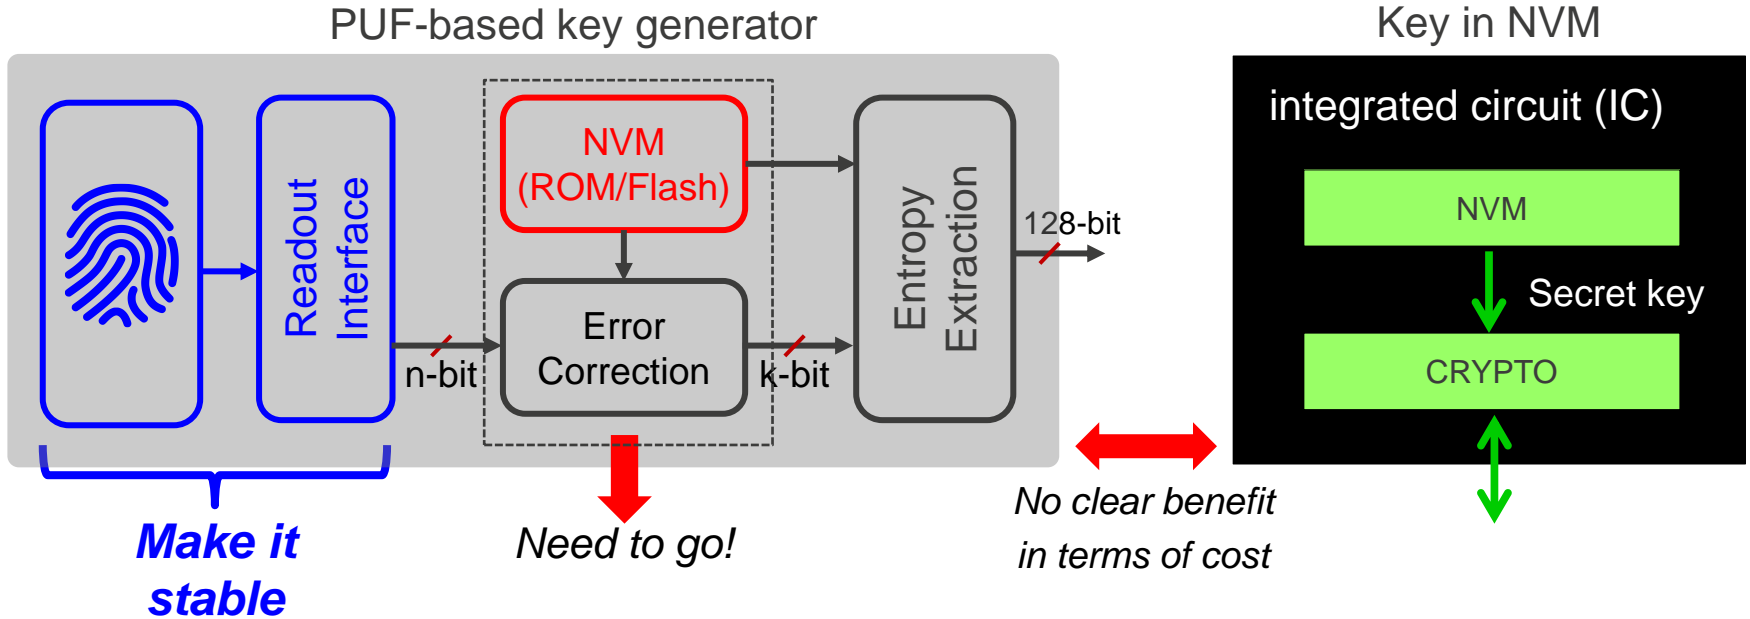 PUF-based key generator
Key in NVM
Readout
Interface
n-bit
NVM
(ROM/Flash)
Error
Correction
k-bit
Entropy
Extraction
128-bit
Make it
stable
Need to go!
No clear benefit
in terms of cost
integrated circuit (IC)
NVM
Secret key
CRYPTO